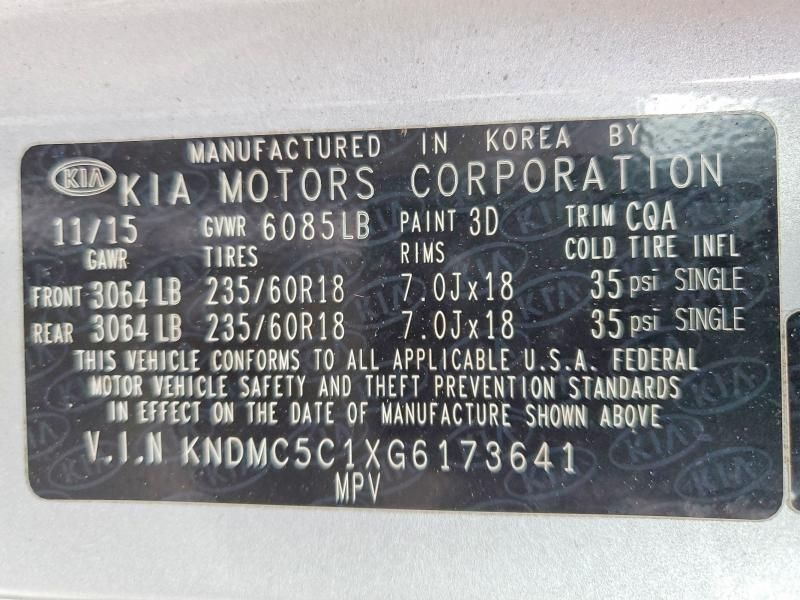 MANUFACTURED IN KOREA BY
KIA KIA MOTORS CORPORATION
11/15 GVWR 6085LB PAINT 3D TRIM CQA
GAWR TIRES RIMS COLD TIRE INFL
FRONT 3064 LB 235/60R18 7.0Jx18 35 psi SINGLE
REAR 3064 LB 235/60R18 7.0Jx18 35 psi SINGLE
THIS VEHICLE CONFORMS TO ALL APPLICABLE U.S.A. FEDERAL
MOTOR VEHICLE SAFETY AND THEFT PREVENTION STANDARDS
IN EFFECT ON THE DATE OF MANUFACTURE SHOWN ABOVE
V.I.N KNDMC5C1XG6173641
MPV